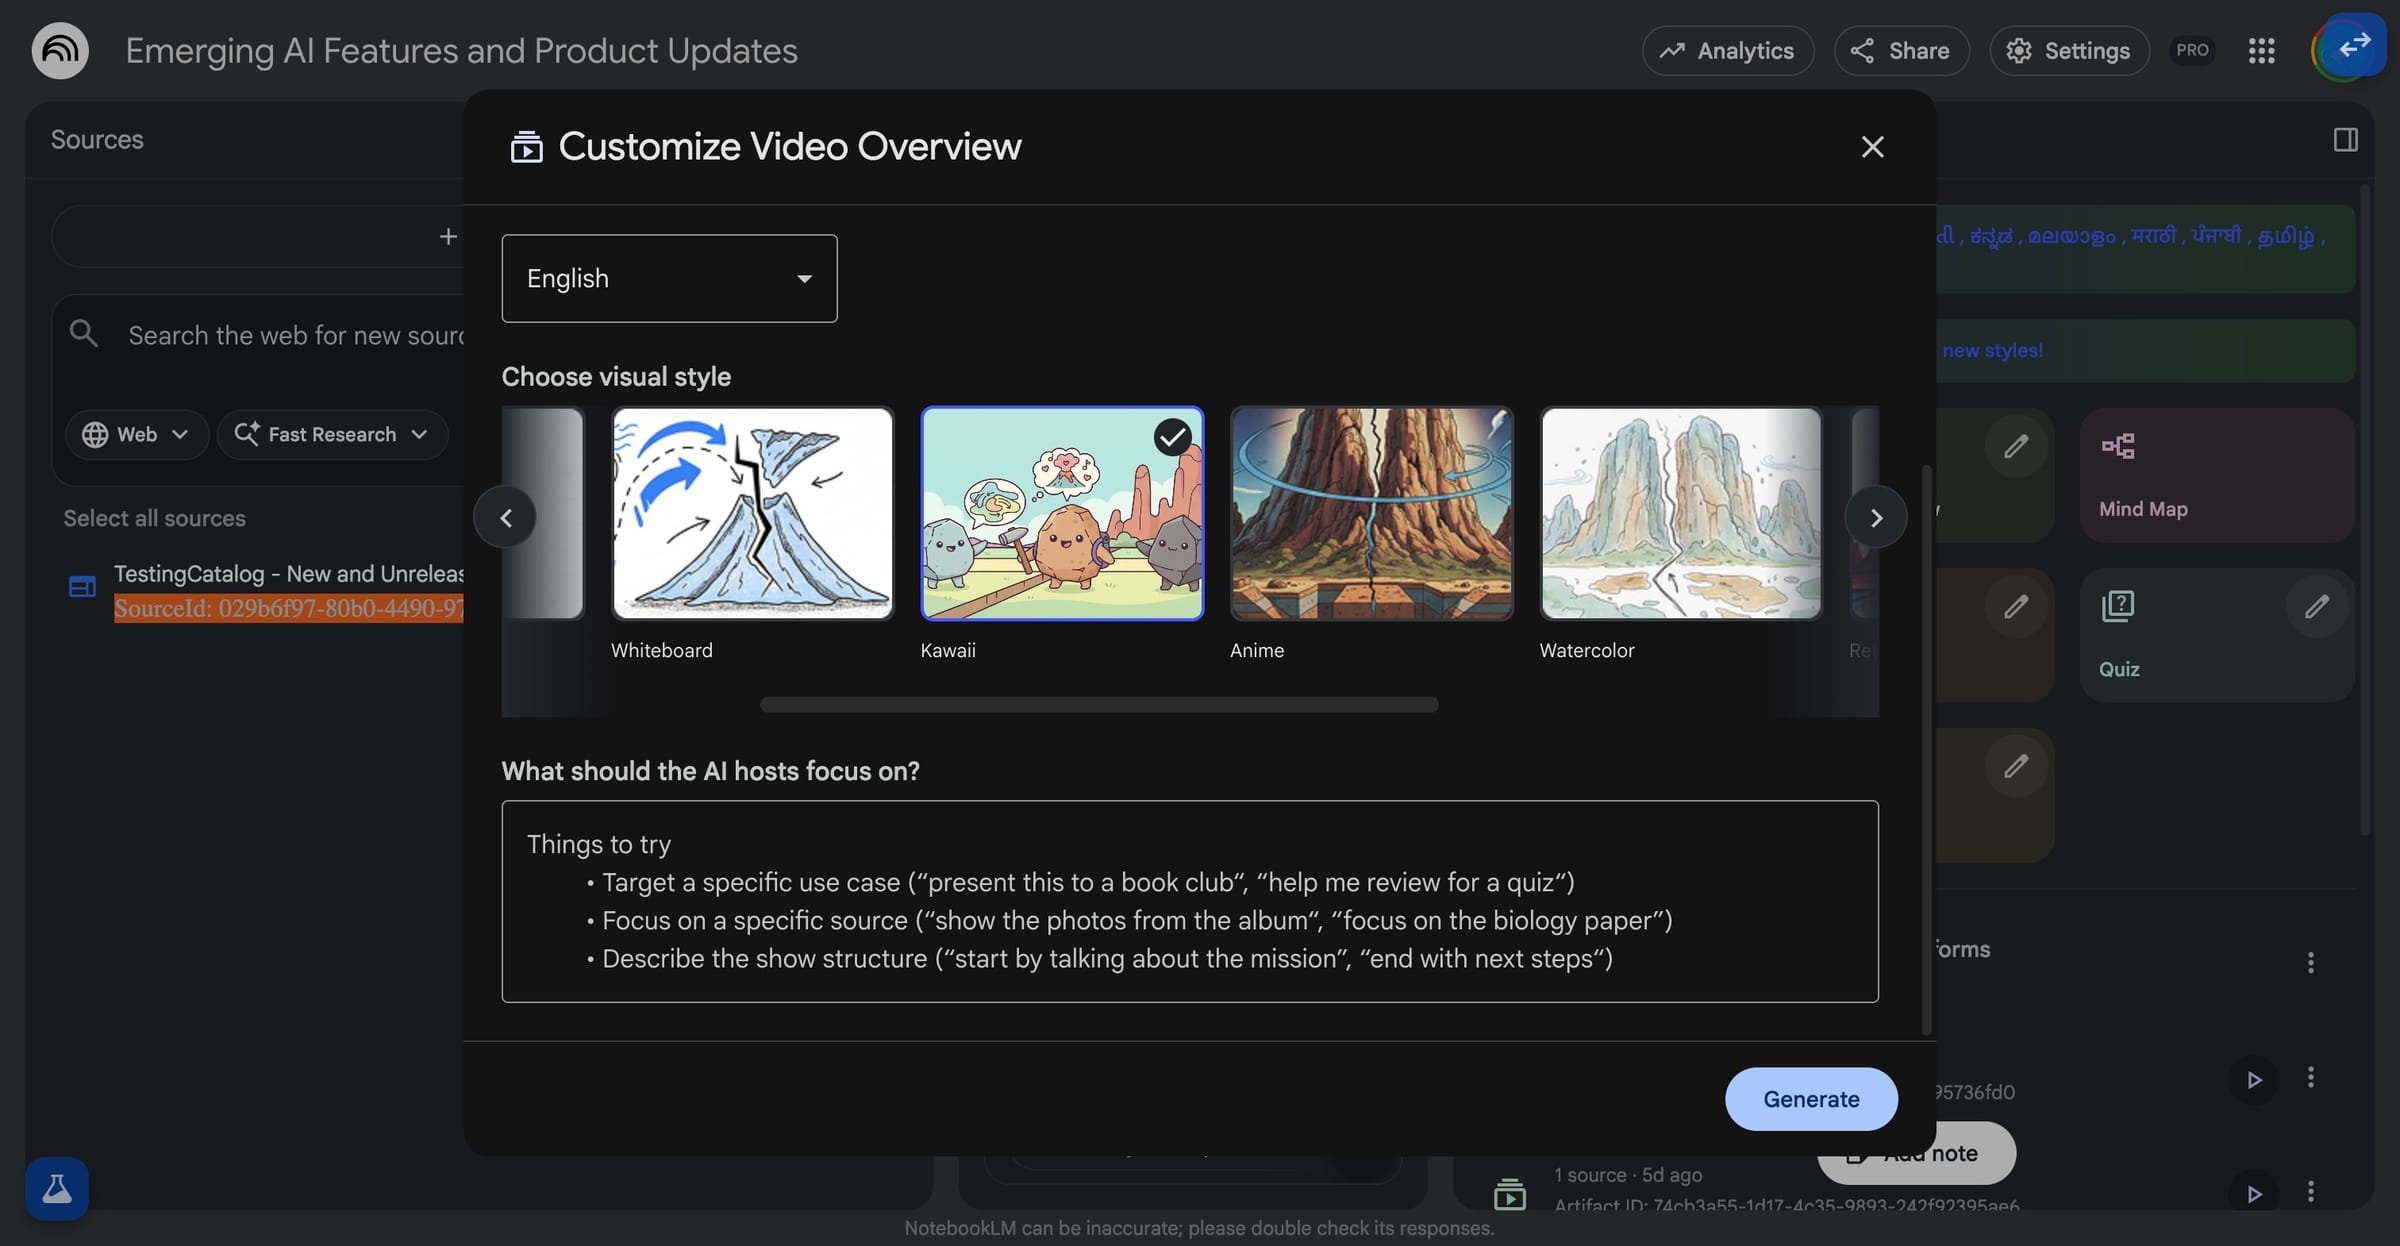 Emerging AI Features and Product Updates
Analytics
Share
Settings
PRO
Sources
Search the web for new
Web
Fast Research
Select all sources
TestingCatalog - New and
SourceId: 029b6f97-80b0-4490-97
Customize Video Overview
English
Choose visual style
Whiteboard
Kawaii
Anime
Watercolor
What should the AI hosts focus on?
Things to try
• Target a specific use case (“present this to a book club“, “help me review for a quiz“)
• Focus on a specific source (“show the photos from the album“, “focus on the biology paper”)
• Describe the show structure (“start by talking about the mission”, “end with next steps“)
Generate
, ಕನ್ನಡ , മലയാളം , मराठी , ਪੰਜਾਬੀ , தமிழ் ,
new styles!
Mind Map
Quiz
95736fd0
Add note
1 source · 5d ago
Artifact ID: 74cb3a55-1d17-4c35-9893-242f92395ae6
NotebookLM can be inaccurate; please double check its responses.